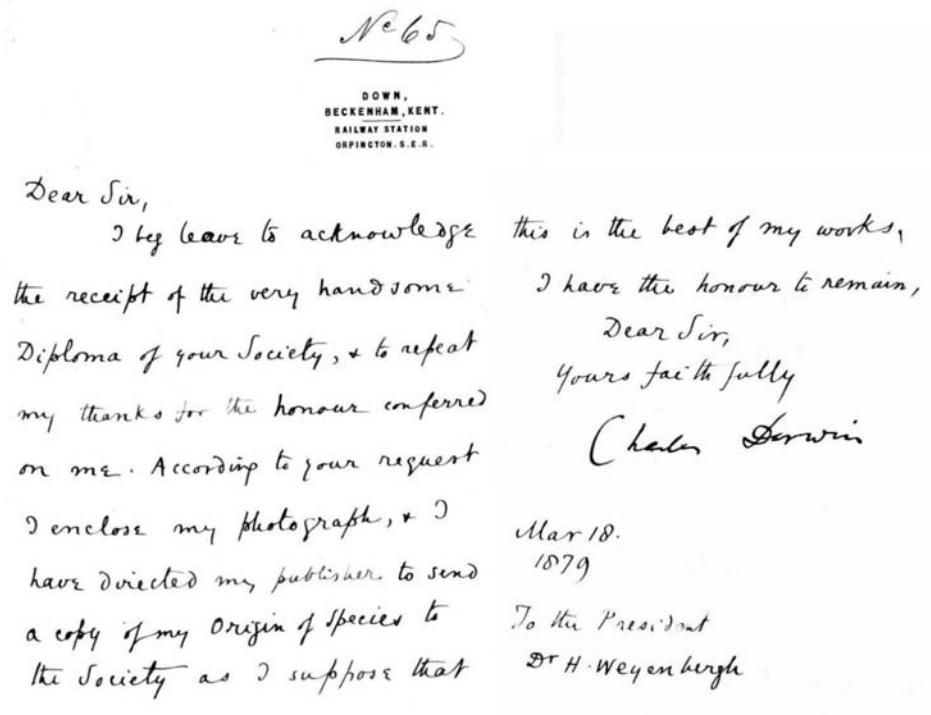 No 65
DOWN,
BECKENHAM, KENT.
RAILWAY STATION
ORPINGTON. S.E.R.
Dear Sir,
I beg leave to acknowledge
the receipt of the very handsome
Diploma of your Society, & to repeat
my thanks for the honour conferred
on me. According to your request
I enclose my photograph, & I
have directed my publisher to send
a copy of my Origin of Species to
the Society as I suppose that
this is the best of my works,
I have the honour to remain,
Dear Sir,
Yours faithfully
Charles Darwin
Mar 18.
1879
To the President
Dr H. Weyenbergh